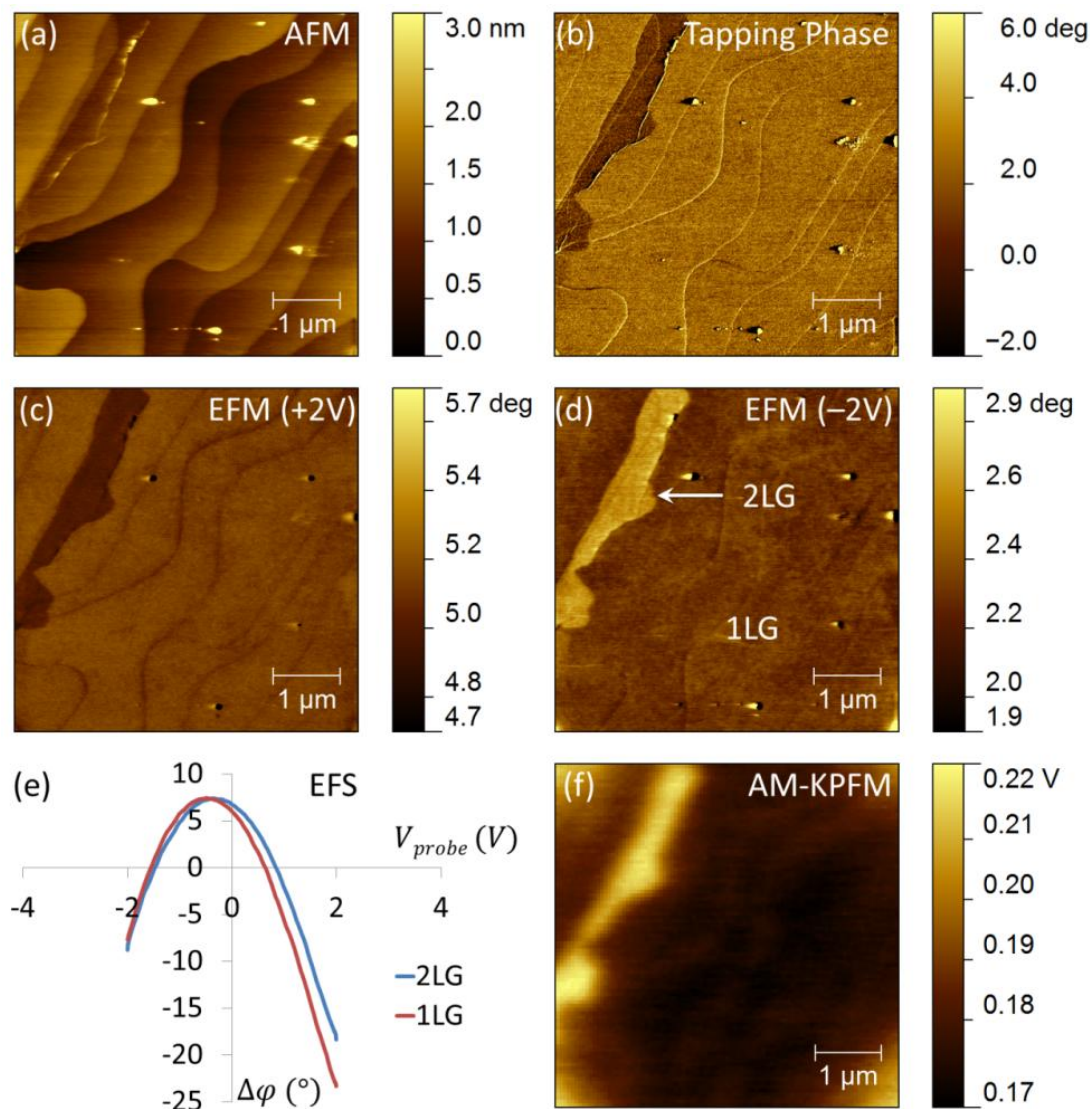 (a) AFM
3.0 nm
2.0
1.5
1.0
0.5
0.0
1 μm
(b) Tapping Phase
6.0 deg
4.0
2.0
0.0
−2.0
1 μm
(c) EFM (+2V)
5.7 deg
5.4
5.2
5.0
4.8
4.7
1 μm
(d) EFM (−2V)
2LG
1LG
2.9 deg
2.6
2.4
2.2
2.0
1.9
1 μm
(e) EFS
10
5
0
-5
-10
-15
-20
-25
-4 -2 0 2 4
V_probe (V)
Δφ (°)
2LG
1LG
(f) AM-KPFM
0.22 V
0.21
0.20
0.19
0.18
0.17
1 μm